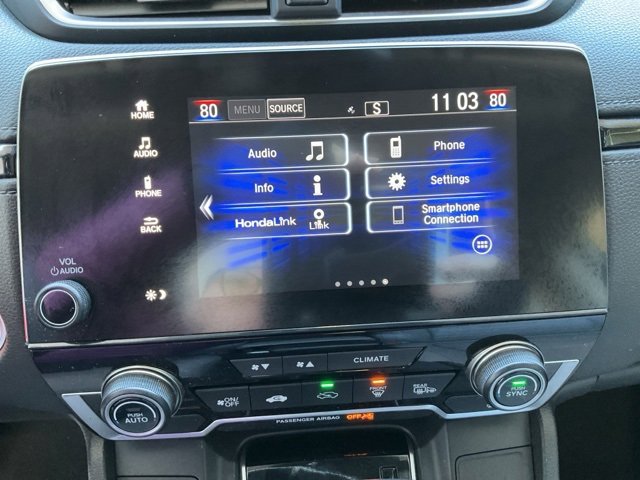 80 MENU SOURCE S 11 03 80
HOME
AUDIO
PHONE
BACK
Audio
Phone
Info
Settings
HondaLink
Link
Smartphone
Connection
VOL
AUDIO
CLIMATE
ON/OFF
FRONT
REAR
PUSH
AUTO
PUSH
SYNC
PASSENGER AIRBAG